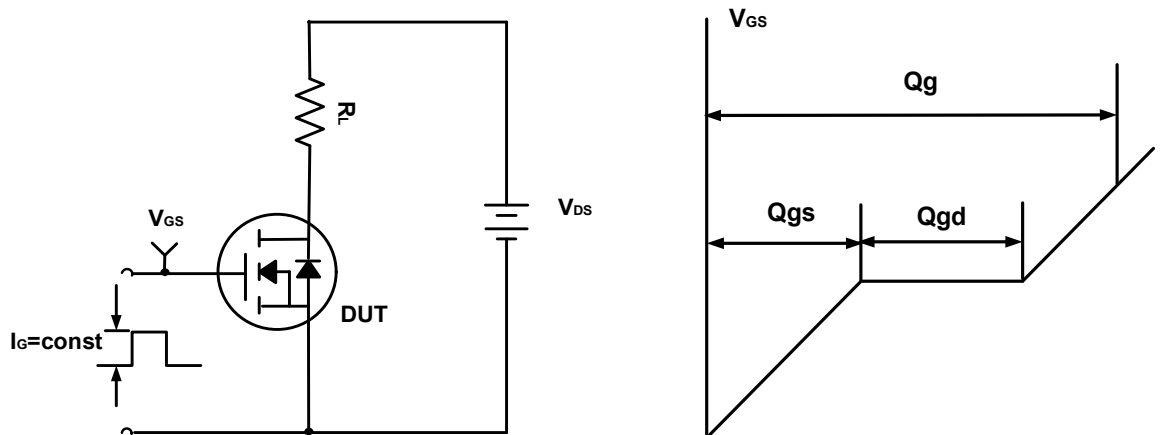 RL
VDS
VGS
DUT
IG=const
VGS
Qg
Qgs
Qgd